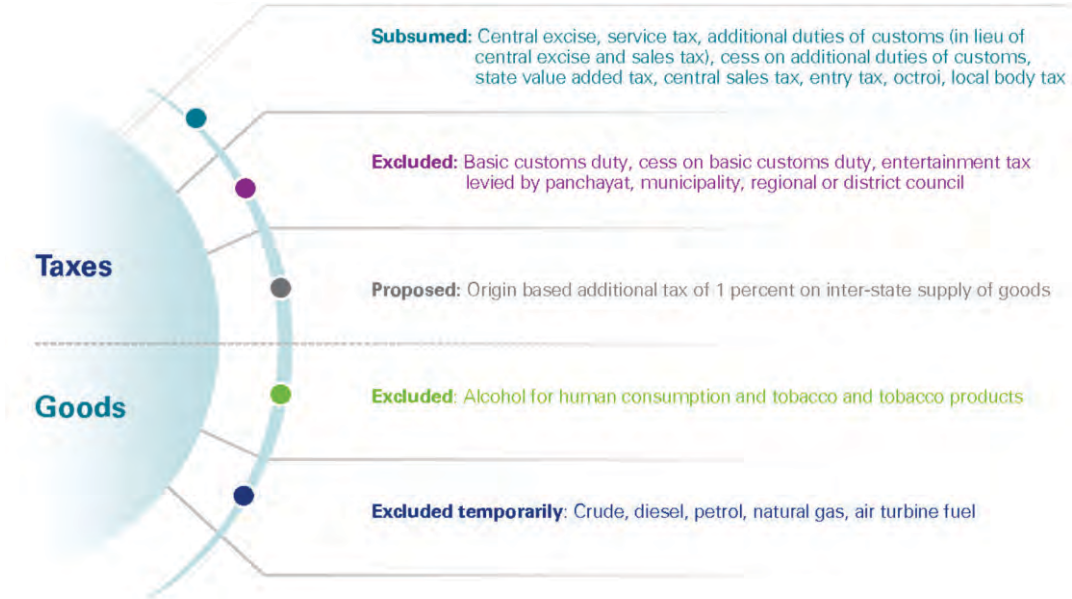 Subsumed: Central excise, service tax, additional duties of customs (in lieu of
central excise and sales tax), cess on additional duties of customs,
state value added tax, central sales tax, entry tax, octroi, local body tax
Excluded: Basic customs duty, cess on basic customs duty, entertainment tax
levied by panchayat, municipality, regional or district council
Taxes
Proposed: Origin based additional tax of 1 percent on inter-state supply of goods
Goods
Excluded: Alcohol for human consumption and tobacco and tobacco products
Excluded temporarily: Crude, diesel, petrol, natural gas, air turbine fuel